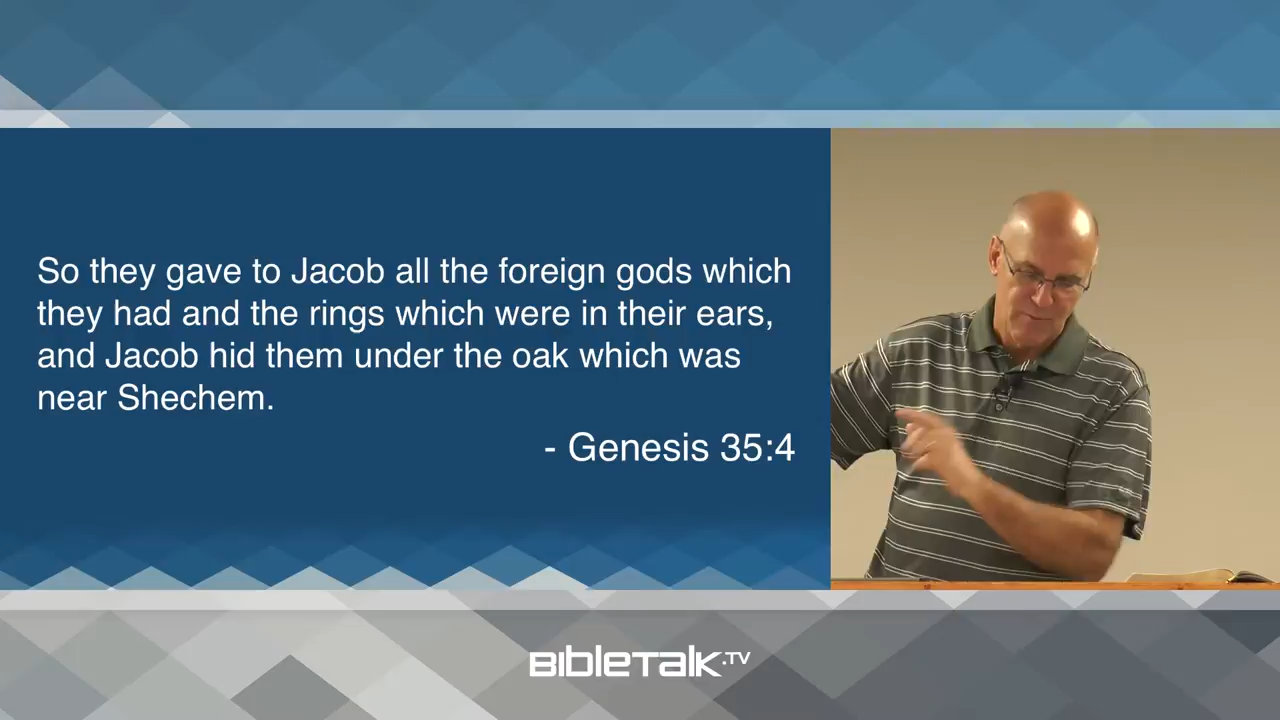 So they gave to Jacob all the foreign gods which
they had and the rings which were in their ears,
and Jacob hid them under the oak which was
near Shechem.
- Genesis 35:4
BIBLETALK.TV